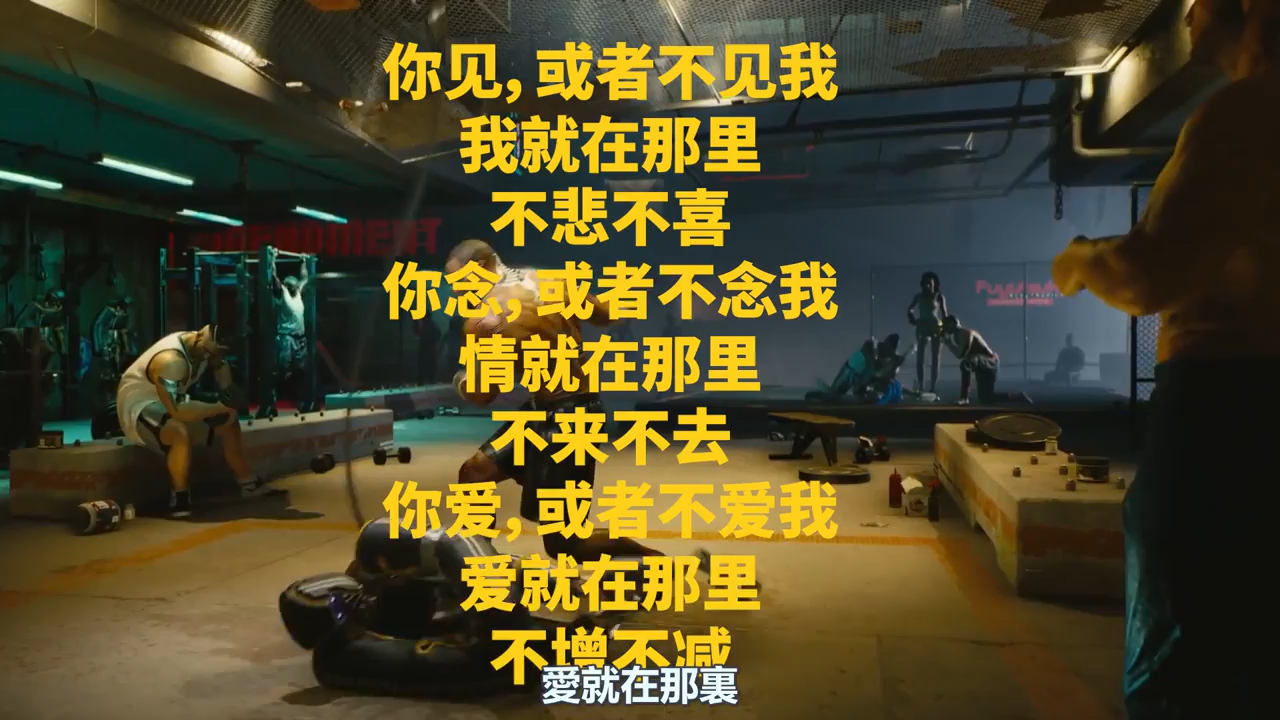 你见，或者不见我
我就在那里
不悲不喜
你念，或者不念我
情就在那里
不来不去
你爱，或者不爱我
爱就在那里
不增不减
愛就在那裏